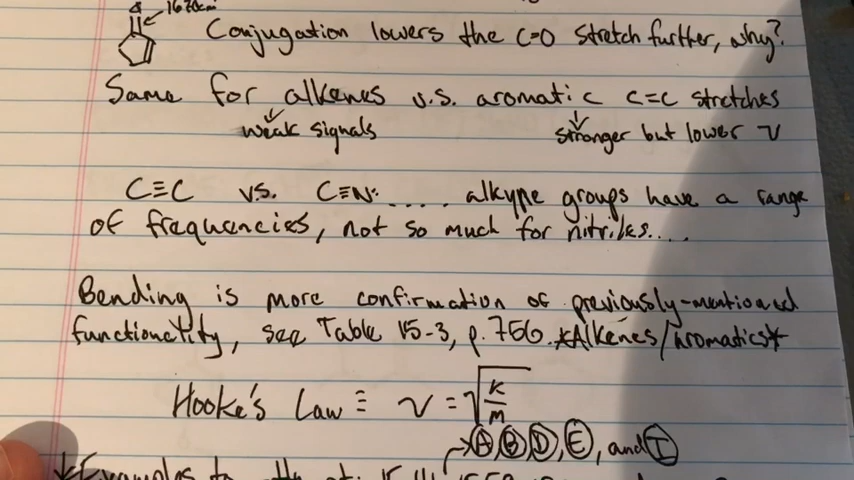 Conjugation lowers the C=O stretch further, why?
Same for alkenes v.s. aromatic C=C stretches
weak signals stronger but lower ν
C≡C v.s. C≡N: .... alkyne groups have a range
of frequencies, not so much for nitriles....
Bending is more confirmation of previously-mentioned
functionality, see Table 15-3, p.756. *Alkenes/Aromatics*
Hooke's Law ≡ ν = √(K/m)
→ A, B, D, E, and I
Examples to